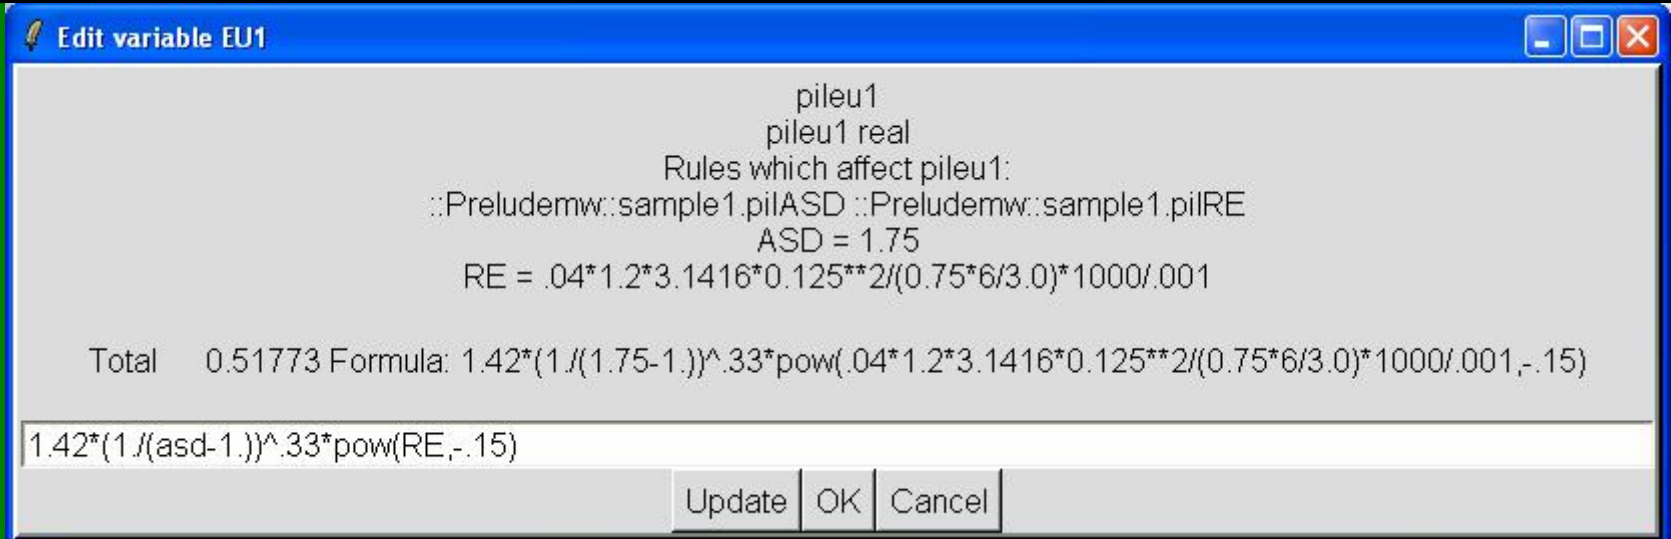 Edit variable EU1
pileu1
pileu1 real
Rules which affect pileu1:
::Preludemw::sample1.pilASD ::Preludemw::sample1.pilRE
ASD = 1.75
RE = .04*1.2*3.1416*0.125**2/(0.75*6/3.0)*1000/.001
Total 0.51773 Formula: 1.42*(1./(1.75-1.))^.33*pow(.04*1.2*3.1416*0.125**2/(0.75*6/3.0)*1000/.001,-.15)
1.42*(1./(asd-1.))^.33*pow(RE,-.15)
Update OK Cancel